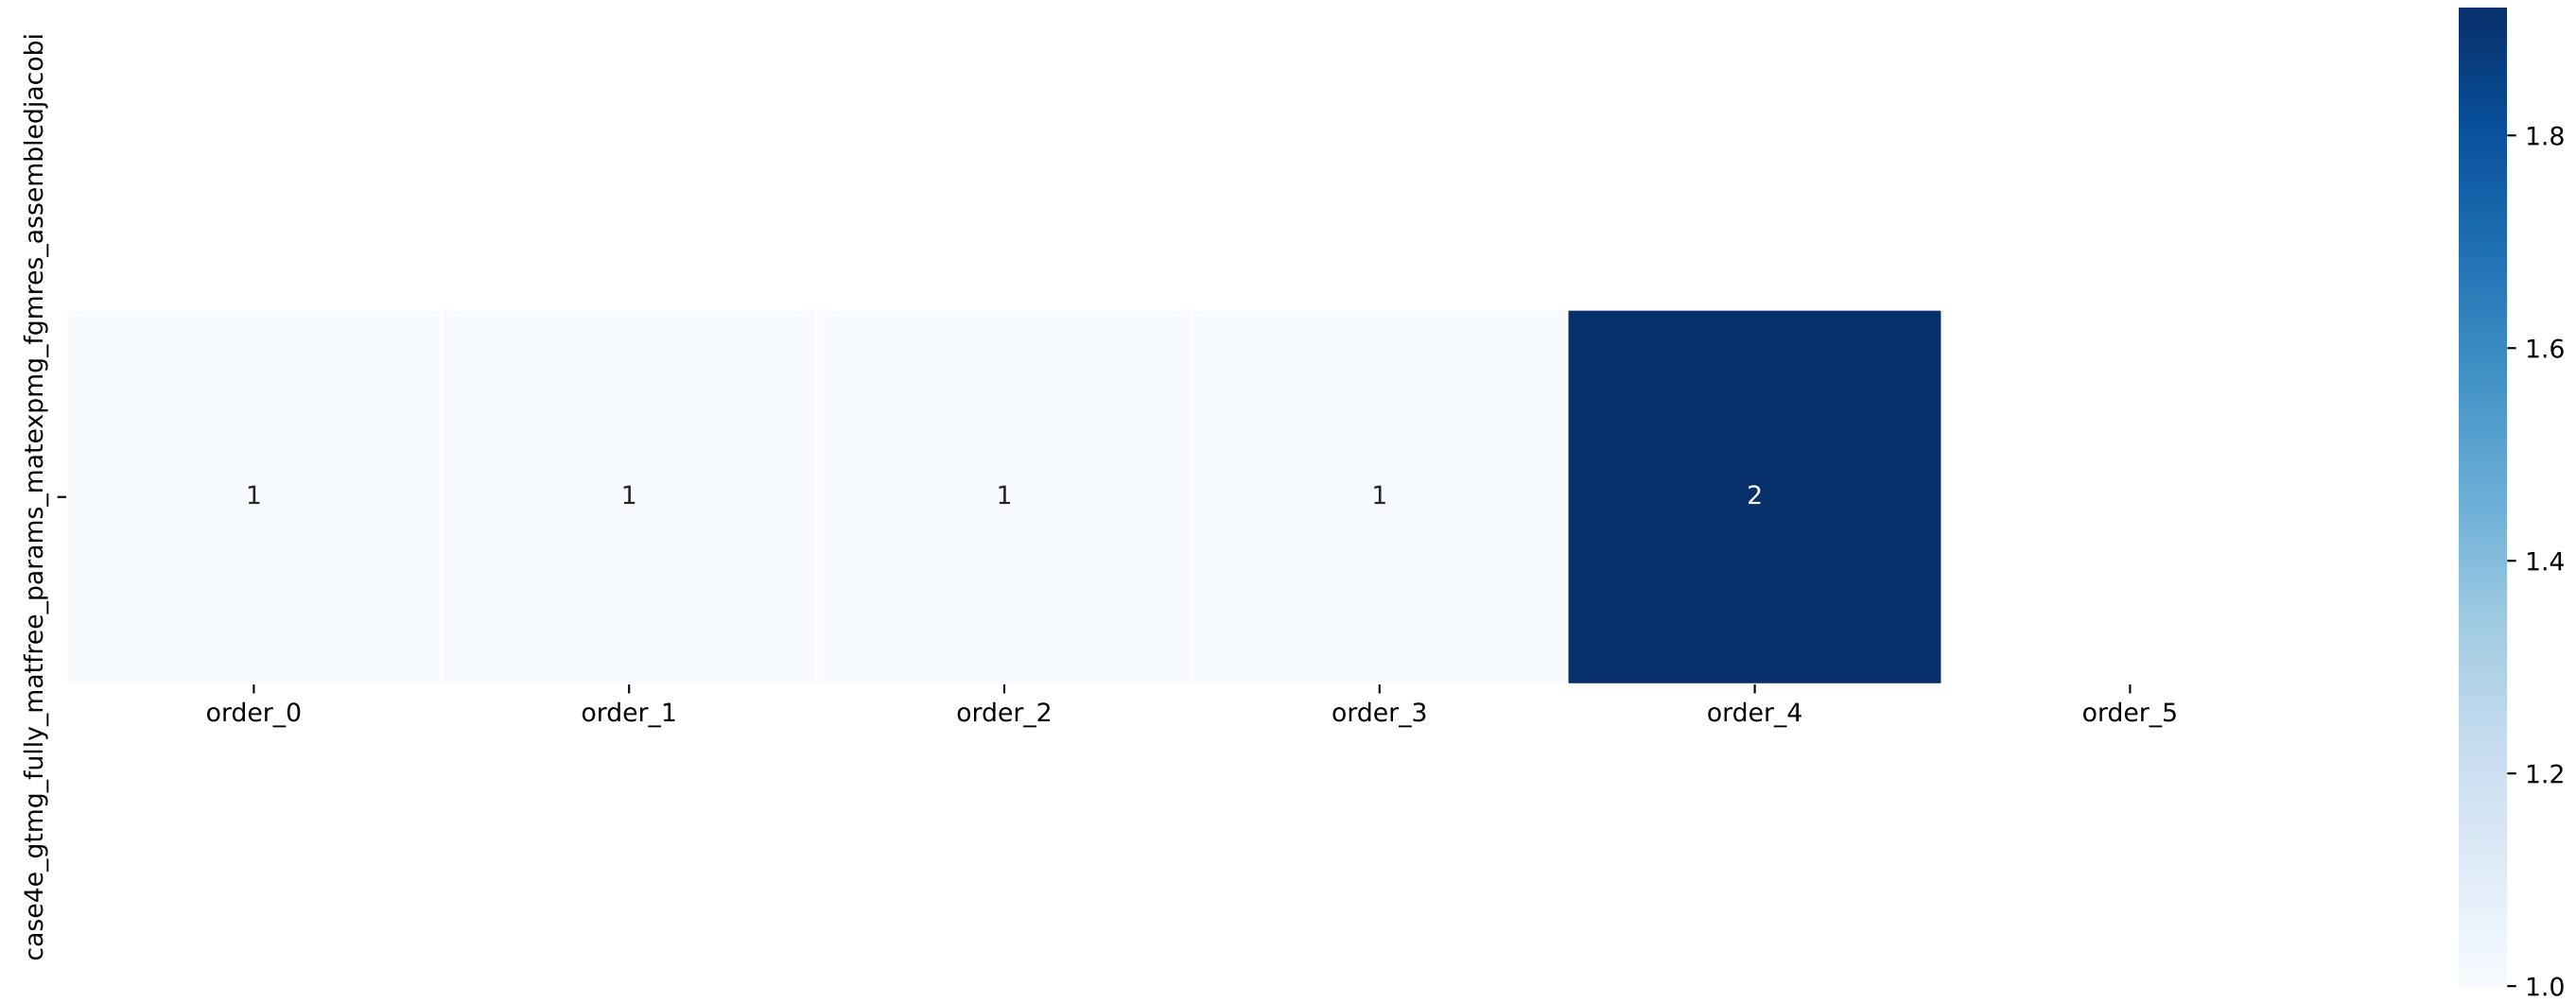 case4e_gtmg_fully_matfree_params_matexpmg_fgmres_assembledjacobi
1 1 1 1 2
order_0 order_1 order_2 order_3 order_4 order_5
1.8
1.6
1.4
1.2
1.0